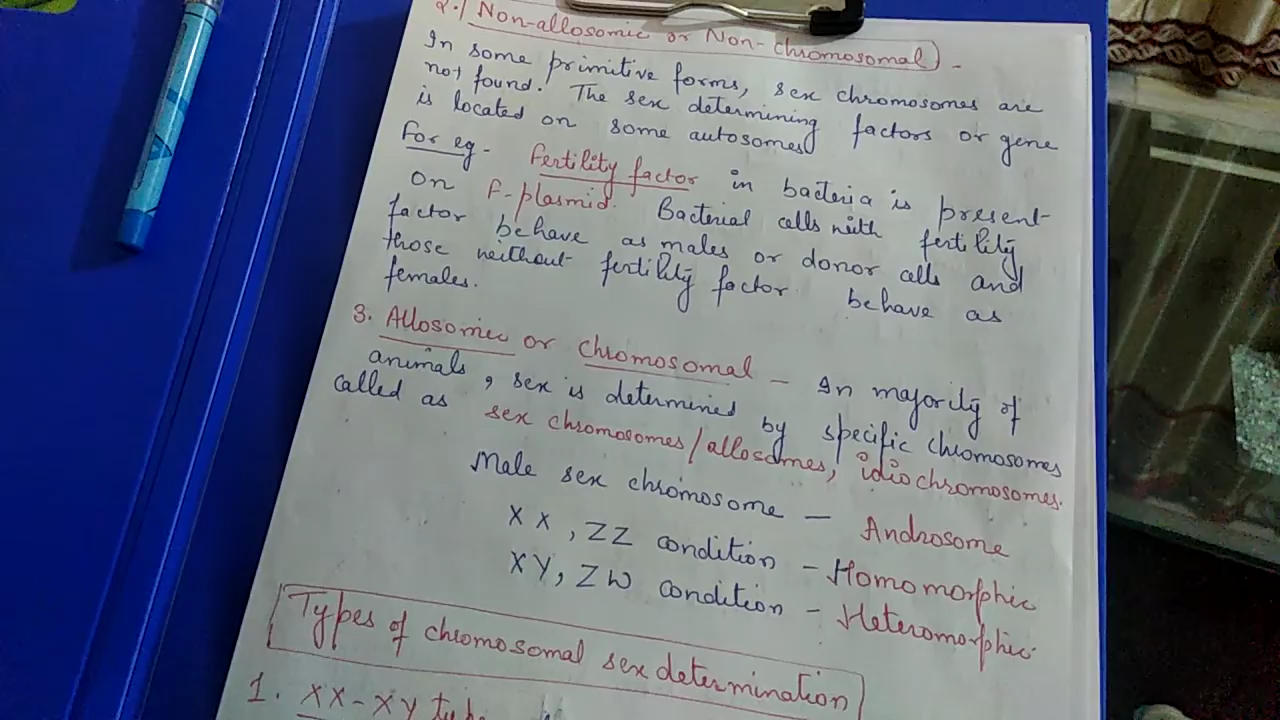 2. Non-allosomic or Non-chromosomal) -
In some primitive forms, sex chromosomes are
not found. The sex determining factors or gene
is located on some autosomes
For eg - Fertility factor in bacteria is present
on F-plasmid. Bacterial cells with fertility
factor behave as males or donor cells and
those without fertility factor behave as
females.
3. Allosomic or chromosomal - In majority of
animals, sex is determined by specific chromosomes
called as sex chromosomes/allosomes, idiochromosomes.
Male sex chromosome - Androsome
XX, ZZ condition - Homomorphic
XY, ZW condition - Heteromorphic.
Types of chromosomal sex determination
1. XX-XY type